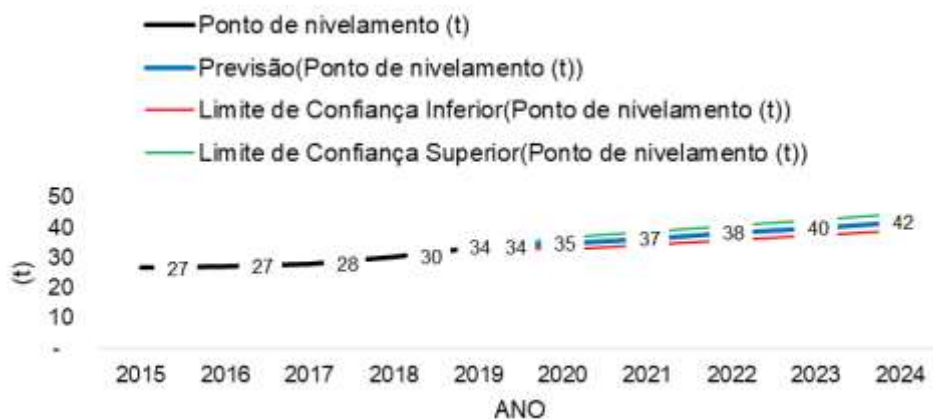 Ponto de nivelamento (t)
Previsão(Ponto de nivelamento (t))
Limite de Confiança Inferior(Ponto de nivelamento (t))
Limite de Confiança Superior(Ponto de nivelamento (t))
50
40
30
20
10
-
(t)
27 27 28 30 34 34 35 37 38 40 42
2015 2016 2017 2018 2019 2020 2021 2022 2023 2024
ANO